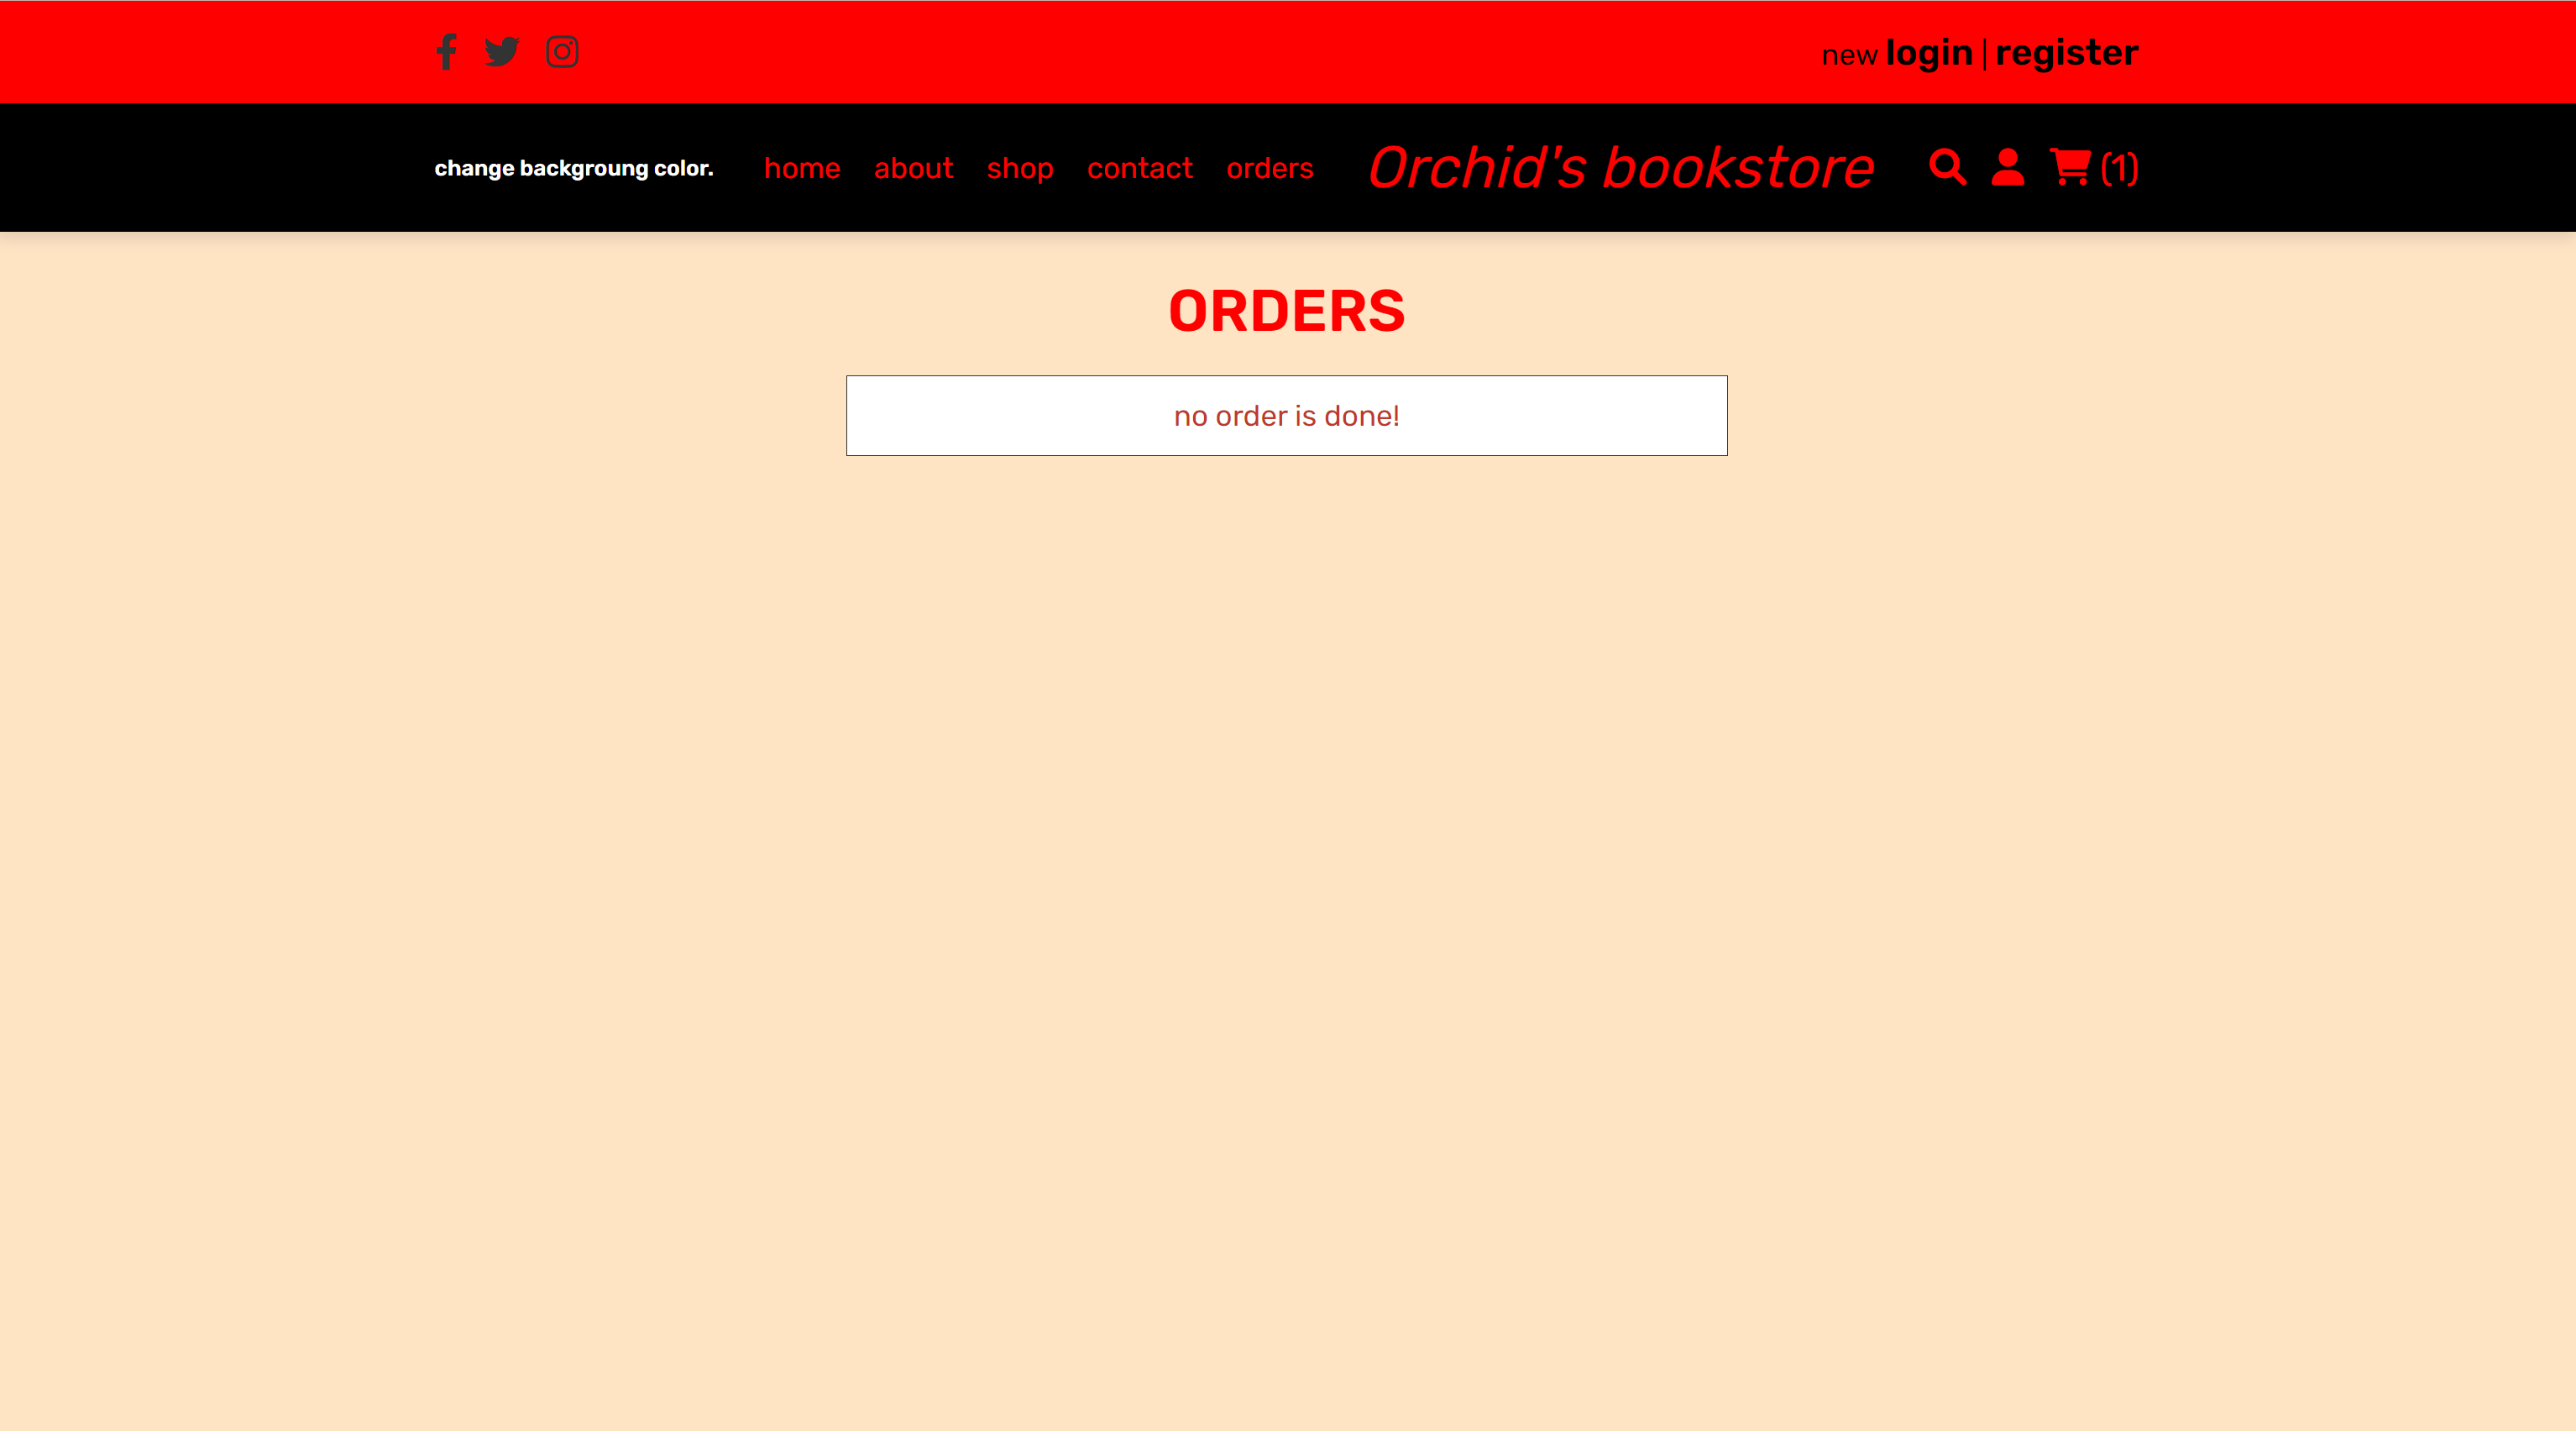 new login | register
change backgroung color.
home about shop contact orders
Orchid's bookstore
(1)
ORDERS
no order is done!